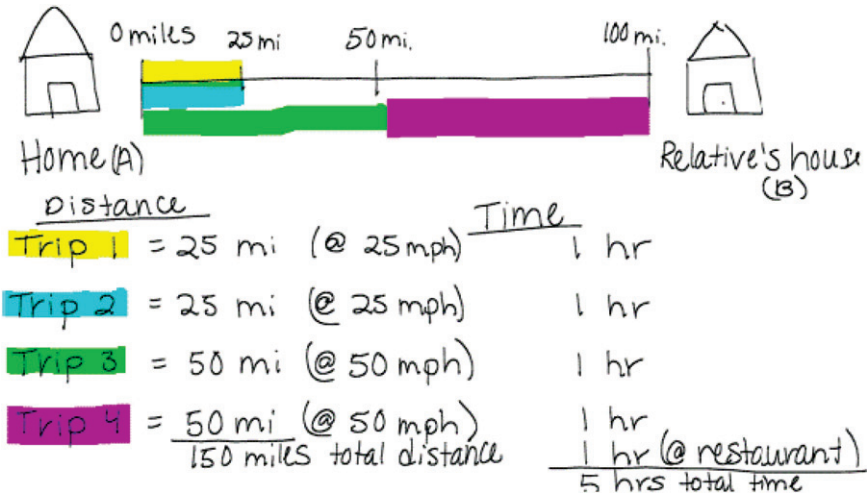 0 miles 25 mi 50 mi. 100 mi.
Home (A) Relative's house
(B)
Distance Time
Trip 1 = 25 mi (@ 25 mph) 1 hr
Trip 2 = 25 mi (@ 25 mph) 1 hr
Trip 3 = 50 mi (@ 50 mph) 1 hr
Trip 4 = 50 mi (@ 50 mph) 1 hr
150 miles total distance 1 hr (@ restaurant)
5 hrs total time